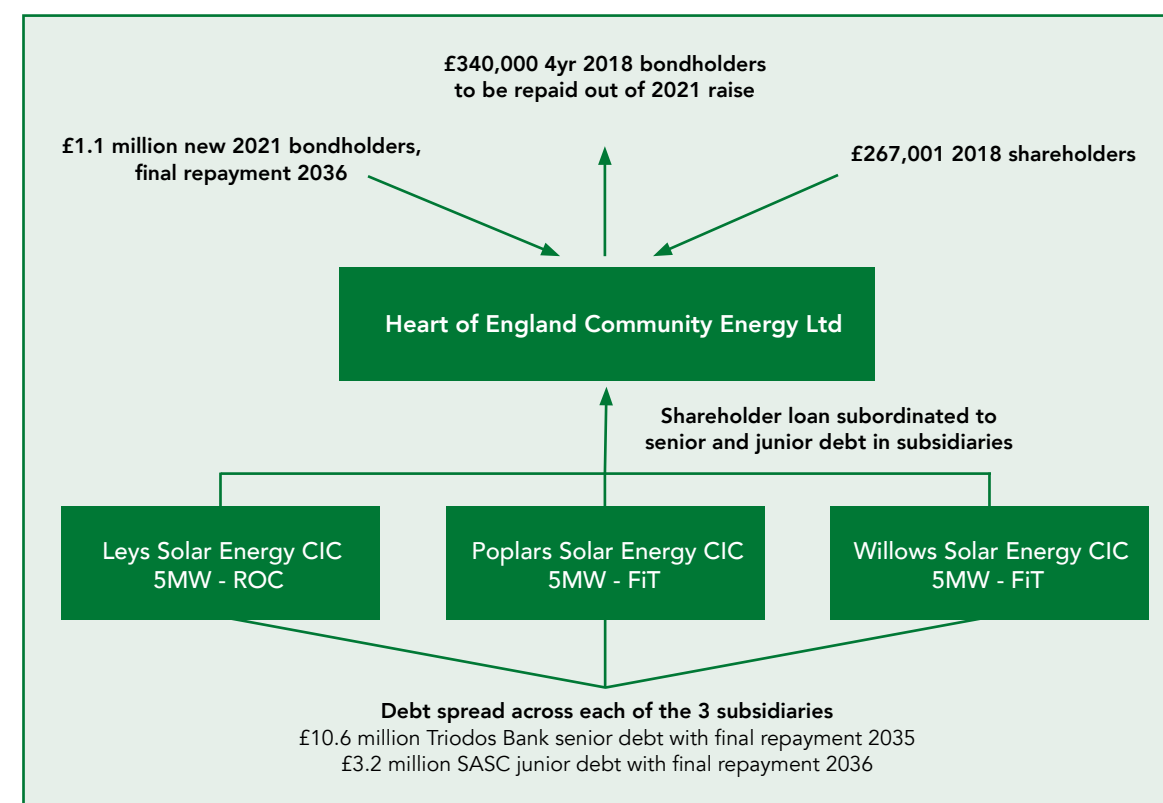 £340,000 4yr 2018 bondholders
to be repaid out of 2021 raise
£1.1 million new 2021 bondholders,
final repayment 2036
£267,001 2018 shareholders
Heart of England Community Energy Ltd
Shareholder loan subordinated to
senior and junior debt in subsidiaries
Leys Solar Energy CIC
5MW - ROC
Poplars Solar Energy CIC
5MW - FiT
Willows Solar Energy CIC
5MW - FiT
Debt spread across each of the 3 subsidiaries
£10.6 million Triodos Bank senior debt with final repayment 2035
£3.2 million SASC junior debt with final repayment 2036